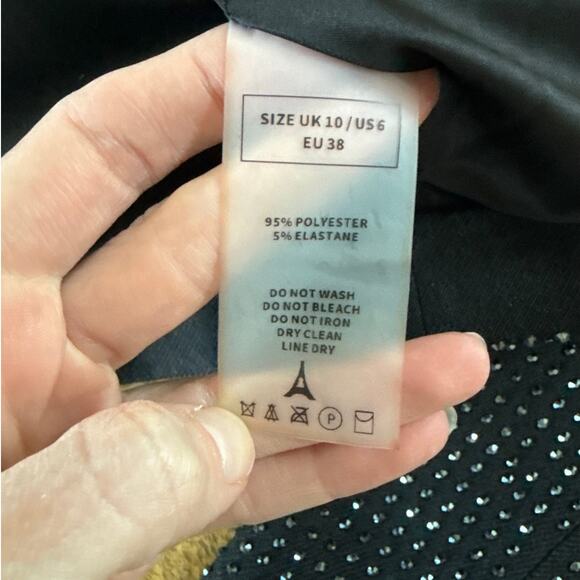 SIZE UK 10 / US 6
EU 38
95% POLYESTER
5% ELASTANE
DO NOT WASH
DO NOT BLEACH
DO NOT IRON
DRY CLEAN
LINE DRY
P